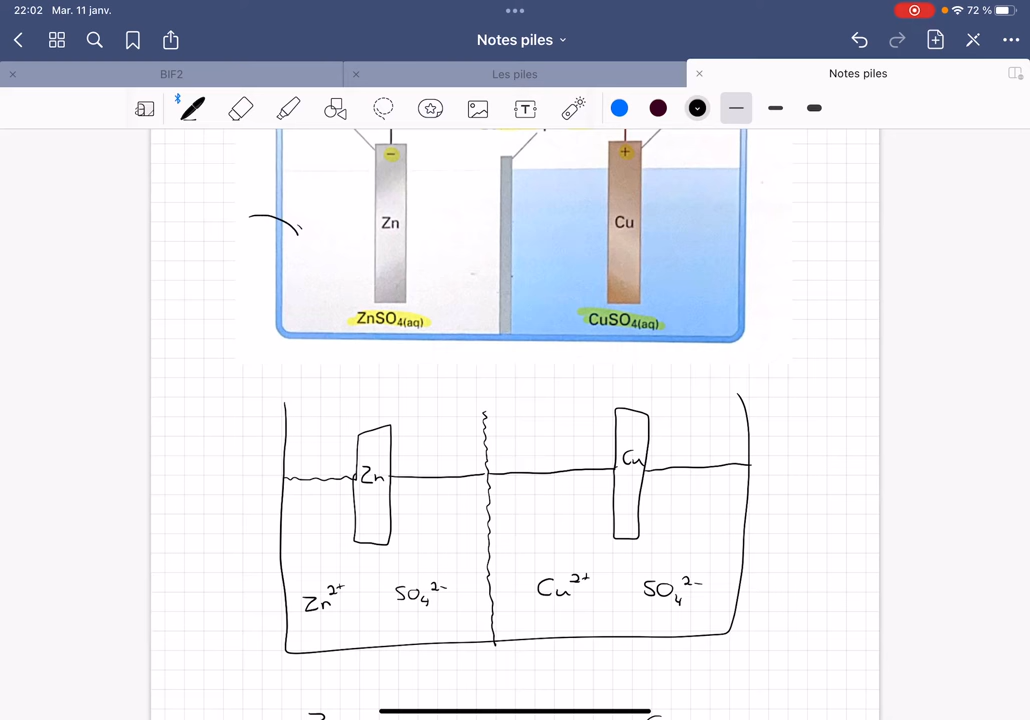 22:02 Mar. 11 janv.
72 %
Notes piles
BIF2
Les piles
Notes piles
T
−
+
Zn
Cu
ZnSO₄(aq)
CuSO₄(aq)
Zn
Cu
Zn²⁺ SO₄²⁻
Cu²⁺ SO₄²⁻